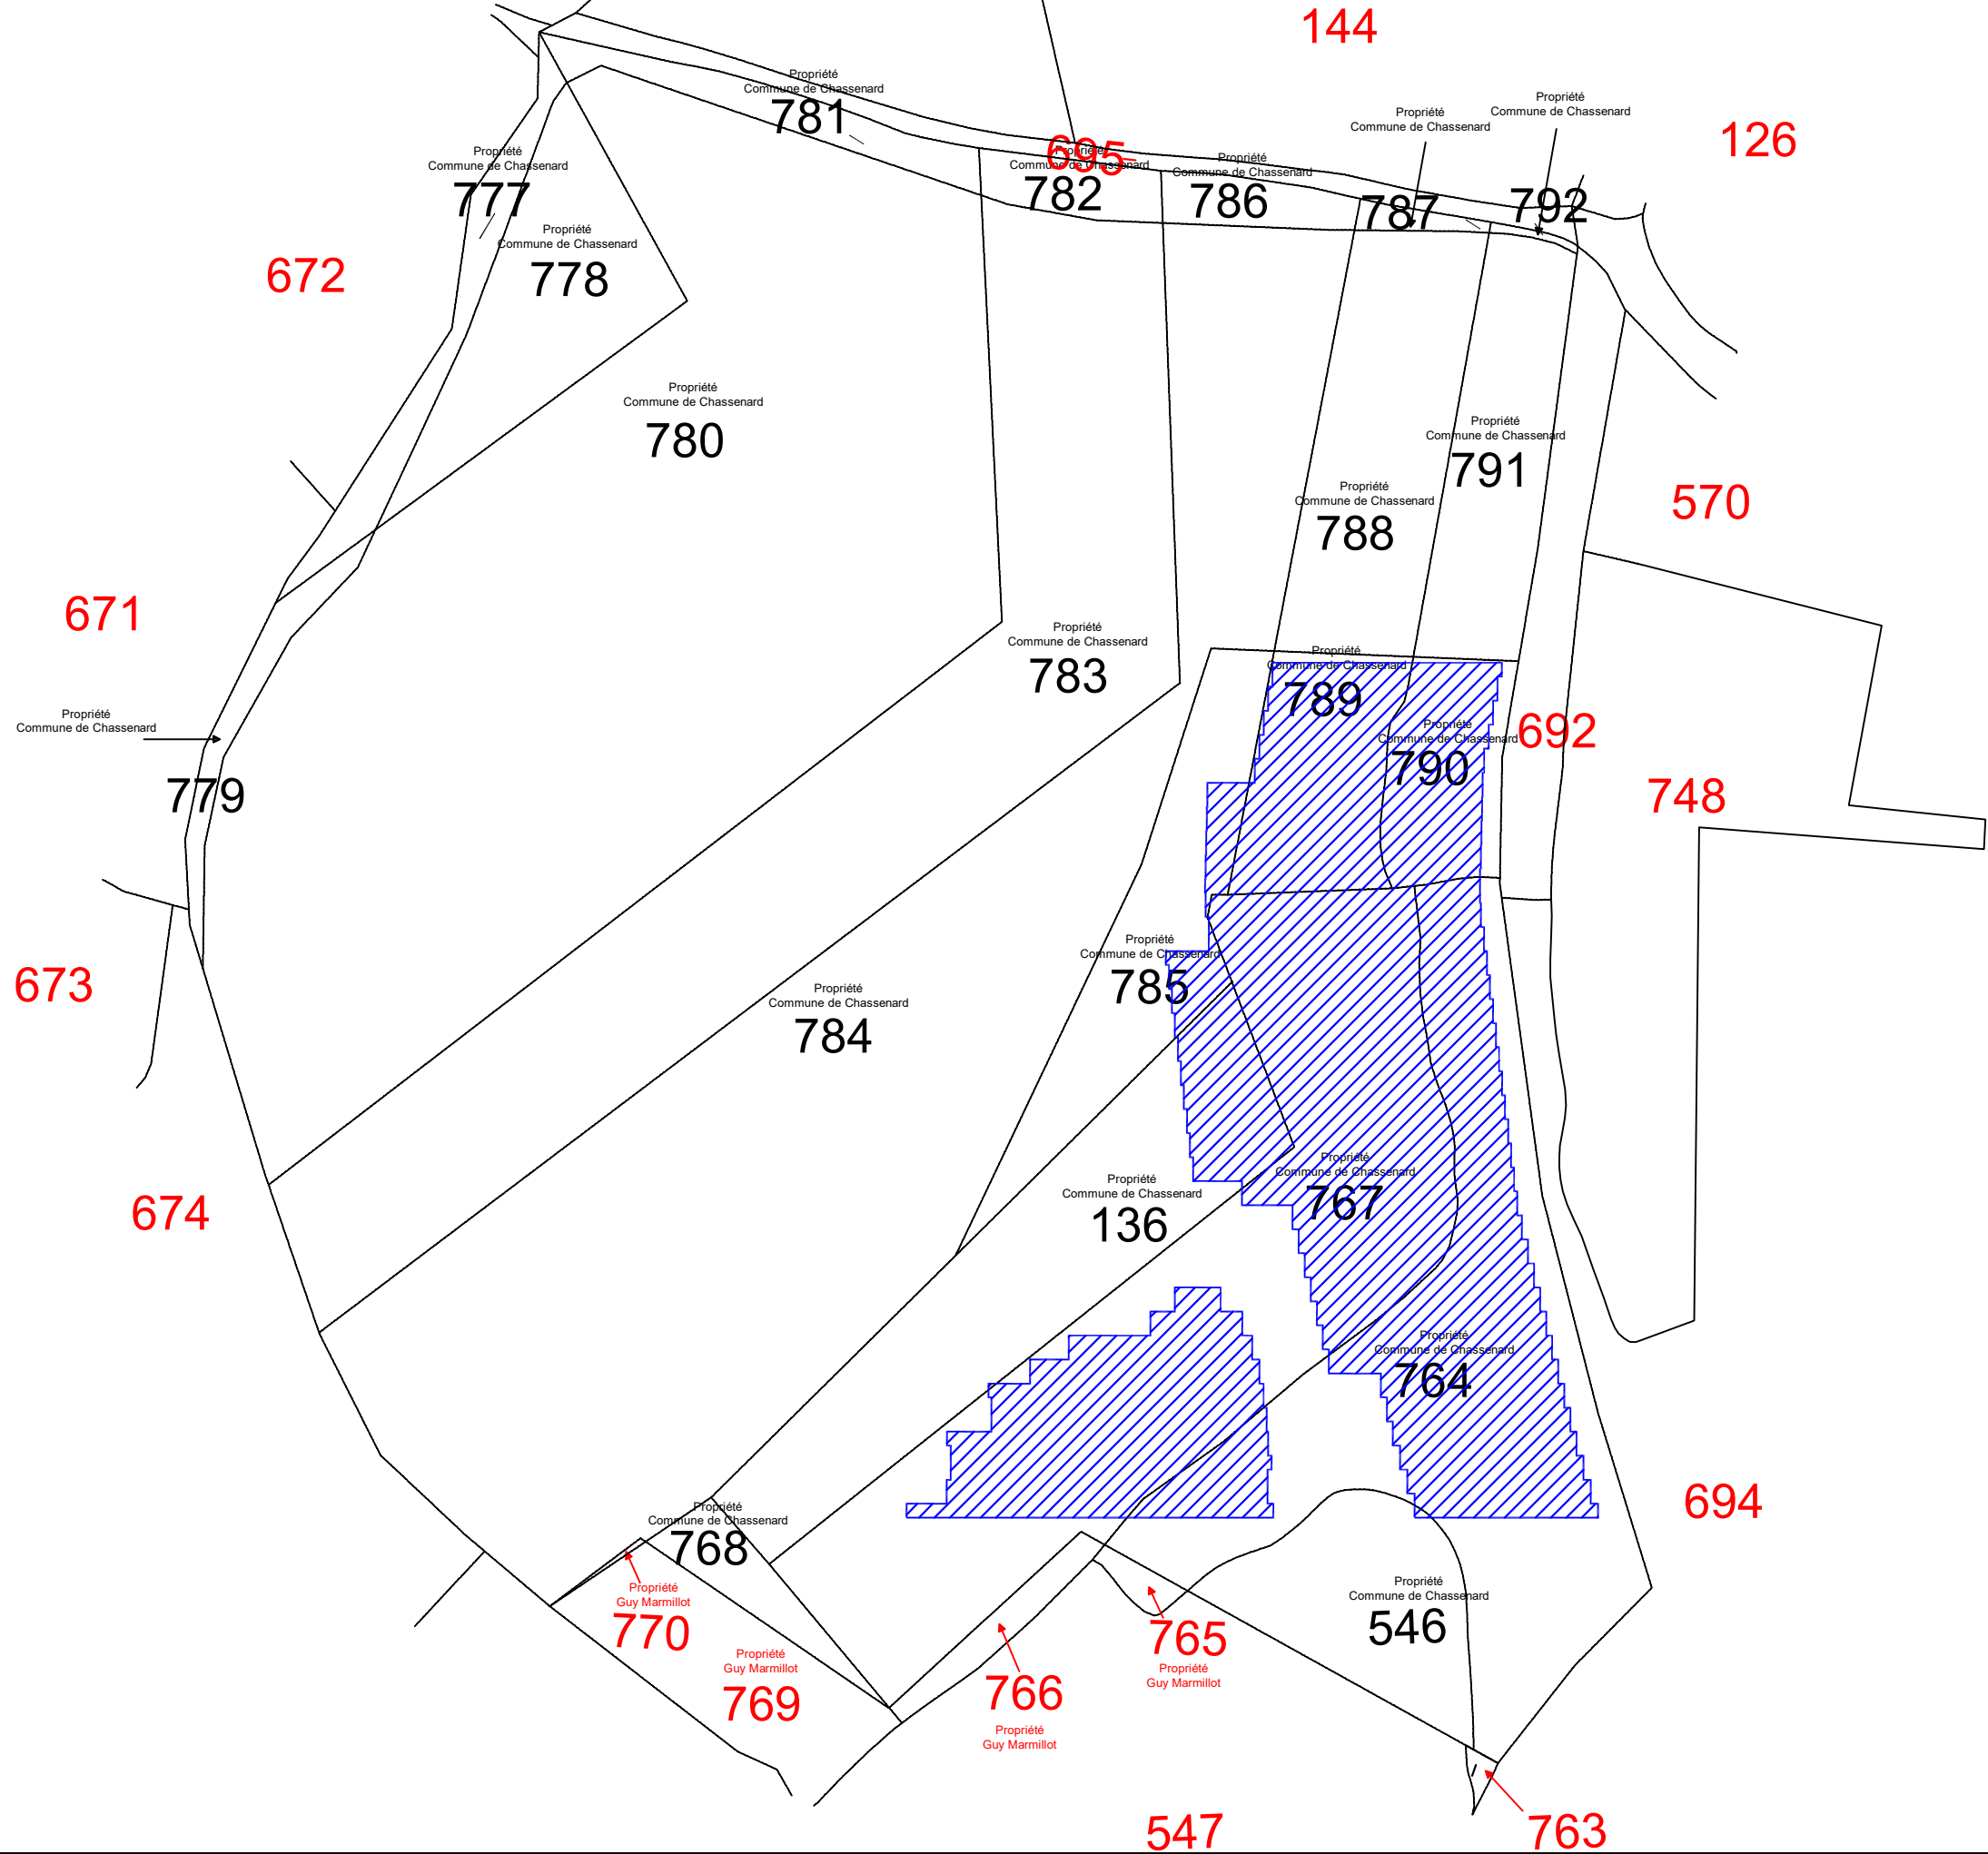 144
Propriété
Commune de Chassenard
781
Propriété
Commune de Chassenard
Propriété
Commune de Chassenard
126
695
Propriété
Commune de Chassenard
777
Propriété
Commune de Chassenard
782
Propriété
Commune de Chassenard
786
787
792
Propriété
Commune de Chassenard
778
672
Propriété
Commune de Chassenard
780
Propriété
Commune de Chassenard
791
Propriété
Commune de Chassenard
788
570
671
Propriété
Commune de Chassenard
783
Propriété
Commune de Chassenard
789
Propriété
Commune de Chassenard
790
692
Propriété
Commune de Chassenard
779
748
Propriété
Commune de Chassenard
785
673
Propriété
Commune de Chassenard
784
Propriété
Commune de Chassenard
767
Propriété
Commune de Chassenard
136
674
Propriété
Commune de Chassenard
764
694
Propriété
Commune de Chassenard
768
Propriété
Guy Marmillot
770
Propriété
Commune de Chassenard
546
765
Propriété
Guy Marmillot
Propriété
Guy Marmillot
769
766
Propriété
Guy Marmillot
547
763